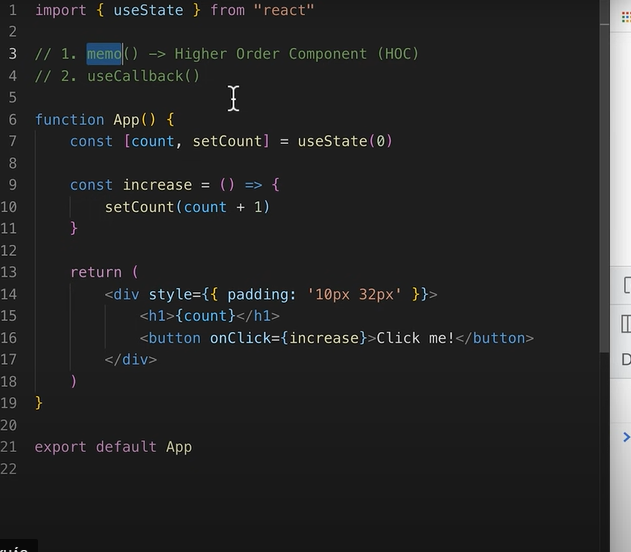 1 import { useState } from "react"
2
3 // 1. memo() –> Higher Order Component (HOC)
4 // 2. useCallback()
5
6 function App() {
7 const [count, setCount] = useState(0)
8
9 const increase = () => {
10 setCount(count + 1)
11 }
12
13 return (
14 <div style={{ padding: '10px 32px' }}>
15 <h1>{count}</h1>
16 <button onClick={increase}>Click me!</button>
17 </div>
18 )
19 }
20
21 export default App
22